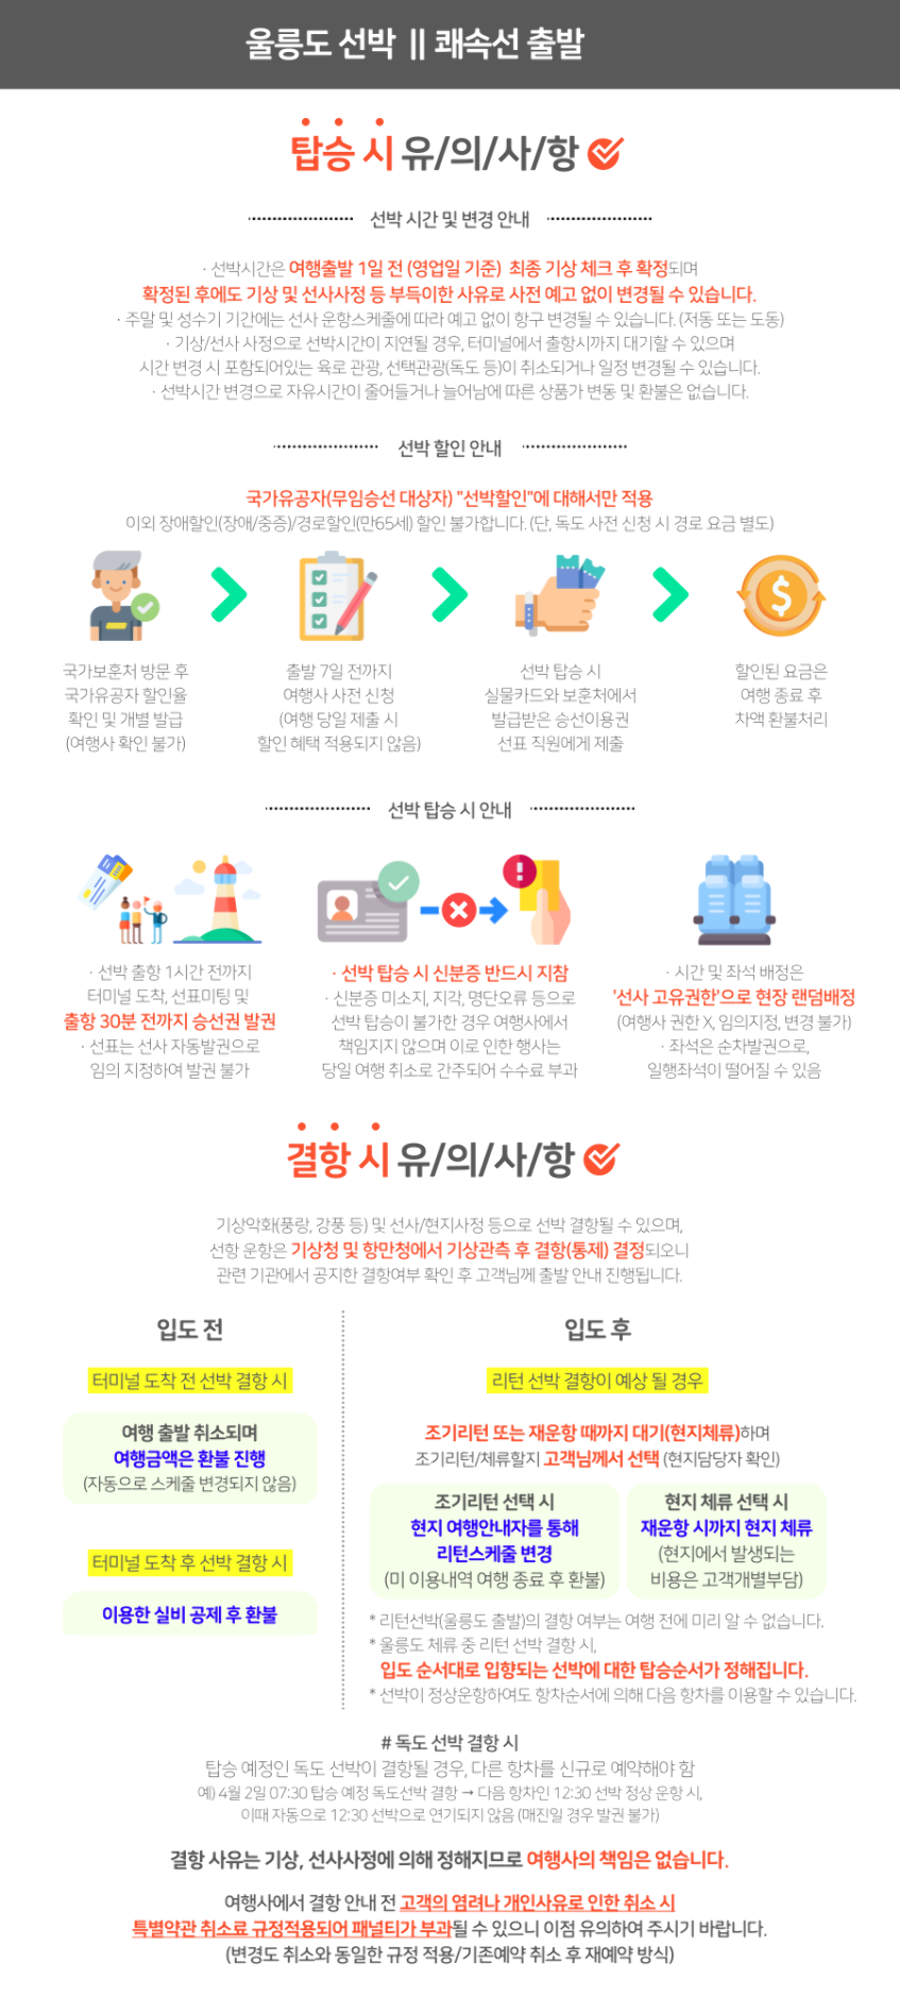 울릉도 선박 || 쾌속선 출발
탑승 시 유/의/사/항
선박 시간 및 변경 안내
· 선박시간은 여행출발 1일 전 (영업일 기준) 최종 기상 체크 후 확정되며
확정된 후에도 기상 및 선사사정 등 부득이한 사유로 사전 예고 없이 변경될 수 있습니다.
· 주말 및 성수기 기간에는 선사 운항스케줄에 따라 예고 없이 항구 변경될 수 있습니다. (저동 또는 도동)
· 기상/선사 사정으로 선박시간이 지연될 경우, 터미널에서 출항시까지 대기할 수 있으며
시간 변경 시 포함되어있는 육로 관광, 선택관광(독도 등)이 취소되거나 일정 변경될 수 있습니다.
· 선박시간 변경으로 자유시간이 줄어들거나 늘어남에 따른 상품가 변동 및 환불은 없습니다.
선박 할인 안내
국가유공자(무임승선 대상자) "선박할인"에 대해서만 적용
이외 장애할인(장애/중증)/경로할인(만65세) 할인 불가합니다. (단, 독도 사전 신청 시 경로 요금 별도)
국가보훈처 방문 후
국가유공자 할인율
확인 및 개별 발급
(여행사 확인 불가)
출발 7일 전까지
여행사 사전 신청
(여행 당일 제출 시
할인 혜택 적용되지 않음)
선박 탑승 시
실물카드와 보훈처에서
발급받은 승선이용권
선표 직원에게 제출
할인된 요금은
여행 종료 후
차액 환불처리
선박 탑승 시 안내
· 선박 출항 1시간 전까지
터미널 도착, 선표미팅 및
출항 30분 전까지 승선권 발권
· 선표는 선사 자동발권으로
임의 지정하여 발권 불가
· 선박 탑승 시 신분증 반드시 지참
· 신분증 미소지, 지각, 명단오류 등으로
선박 탑승이 불가한 경우 여행사에서
책임지지 않으며 이로 인한 행사는
당일 여행 취소로 간주되어 수수료 부과
· 시간 및 좌석 배정은
'선사 고유권한'으로 현장 랜덤배정
(여행사 권한 X, 임의지정, 변경 불가)
· 좌석은 순차발권으로,
일행좌석이 떨어질 수 있음
결항 시 유/의/사/항
기상악화(풍랑, 강풍 등) 및 선사/현지사정 등으로 선박 결항될 수 있으며,
선항 운항은 기상청 및 항만청에서 기상관측 후 결항(통제) 결정되오니
관련 기관에서 공지한 결항여부 확인 후 고객님께 출발 안내 진행됩니다.
입도 전
터미널 도착 전 선박 결항 시
여행 출발 취소되며
여행금액은 환불 진행
(자동으로 스케줄 변경되지 않음)
터미널 도착 후 선박 결항 시
이용한 실비 공제 후 환불
입도 후
리턴 선박 결항이 예상 될 경우
조기리턴 또는 재운항 때까지 대기(현지체류)하며
조기리턴/체류할지 고객님께서 선택 (현지담당자 확인)
조기리턴 선택 시
현지 여행안내자를 통해
리턴스케줄 변경
(미 이용내역 여행 종료 후 환불)
현지 체류 선택 시
재운항 시까지 현지 체류
(현지에서 발생되는
비용은 고객개별부담)
* 리턴선박(울릉도 출발)의 결항 여부는 여행 전에 미리 알 수 없습니다.
* 울릉도 체류 중 리턴 선박 결항 시,
입도 순서대로 입향되는 선박에 대한 탑승순서가 정해집니다.
* 선박이 정상운항하여도 항차순서에 의해 다음 항차를 이용할 수 있습니다.
# 독도 선박 결항 시
탑승 예정인 독도 선박이 결항될 경우, 다른 항차를 신규로 예약해야 함
예) 4월 2일 07:30 탑승 예정 독도선박 결항 → 다음 항차인 12:30 선박 정상 운항 시,
이때 자동으로 12:30 선박으로 연기되지 않음 (매진일 경우 발권 불가)
결항 사유는 기상, 선사사정에 의해 정해지므로 여행사의 책임은 없습니다.
여행사에서 결항 안내 전 고객의 염려나 개인사유로 인한 취소 시
특별약관 취소료 규정적용되어 패널티가 부과될 수 있으니 이점 유의하여 주시기 바랍니다.
(변경도 취소와 동일한 규정 적용/기존예약 취소 후 재예약 방식)